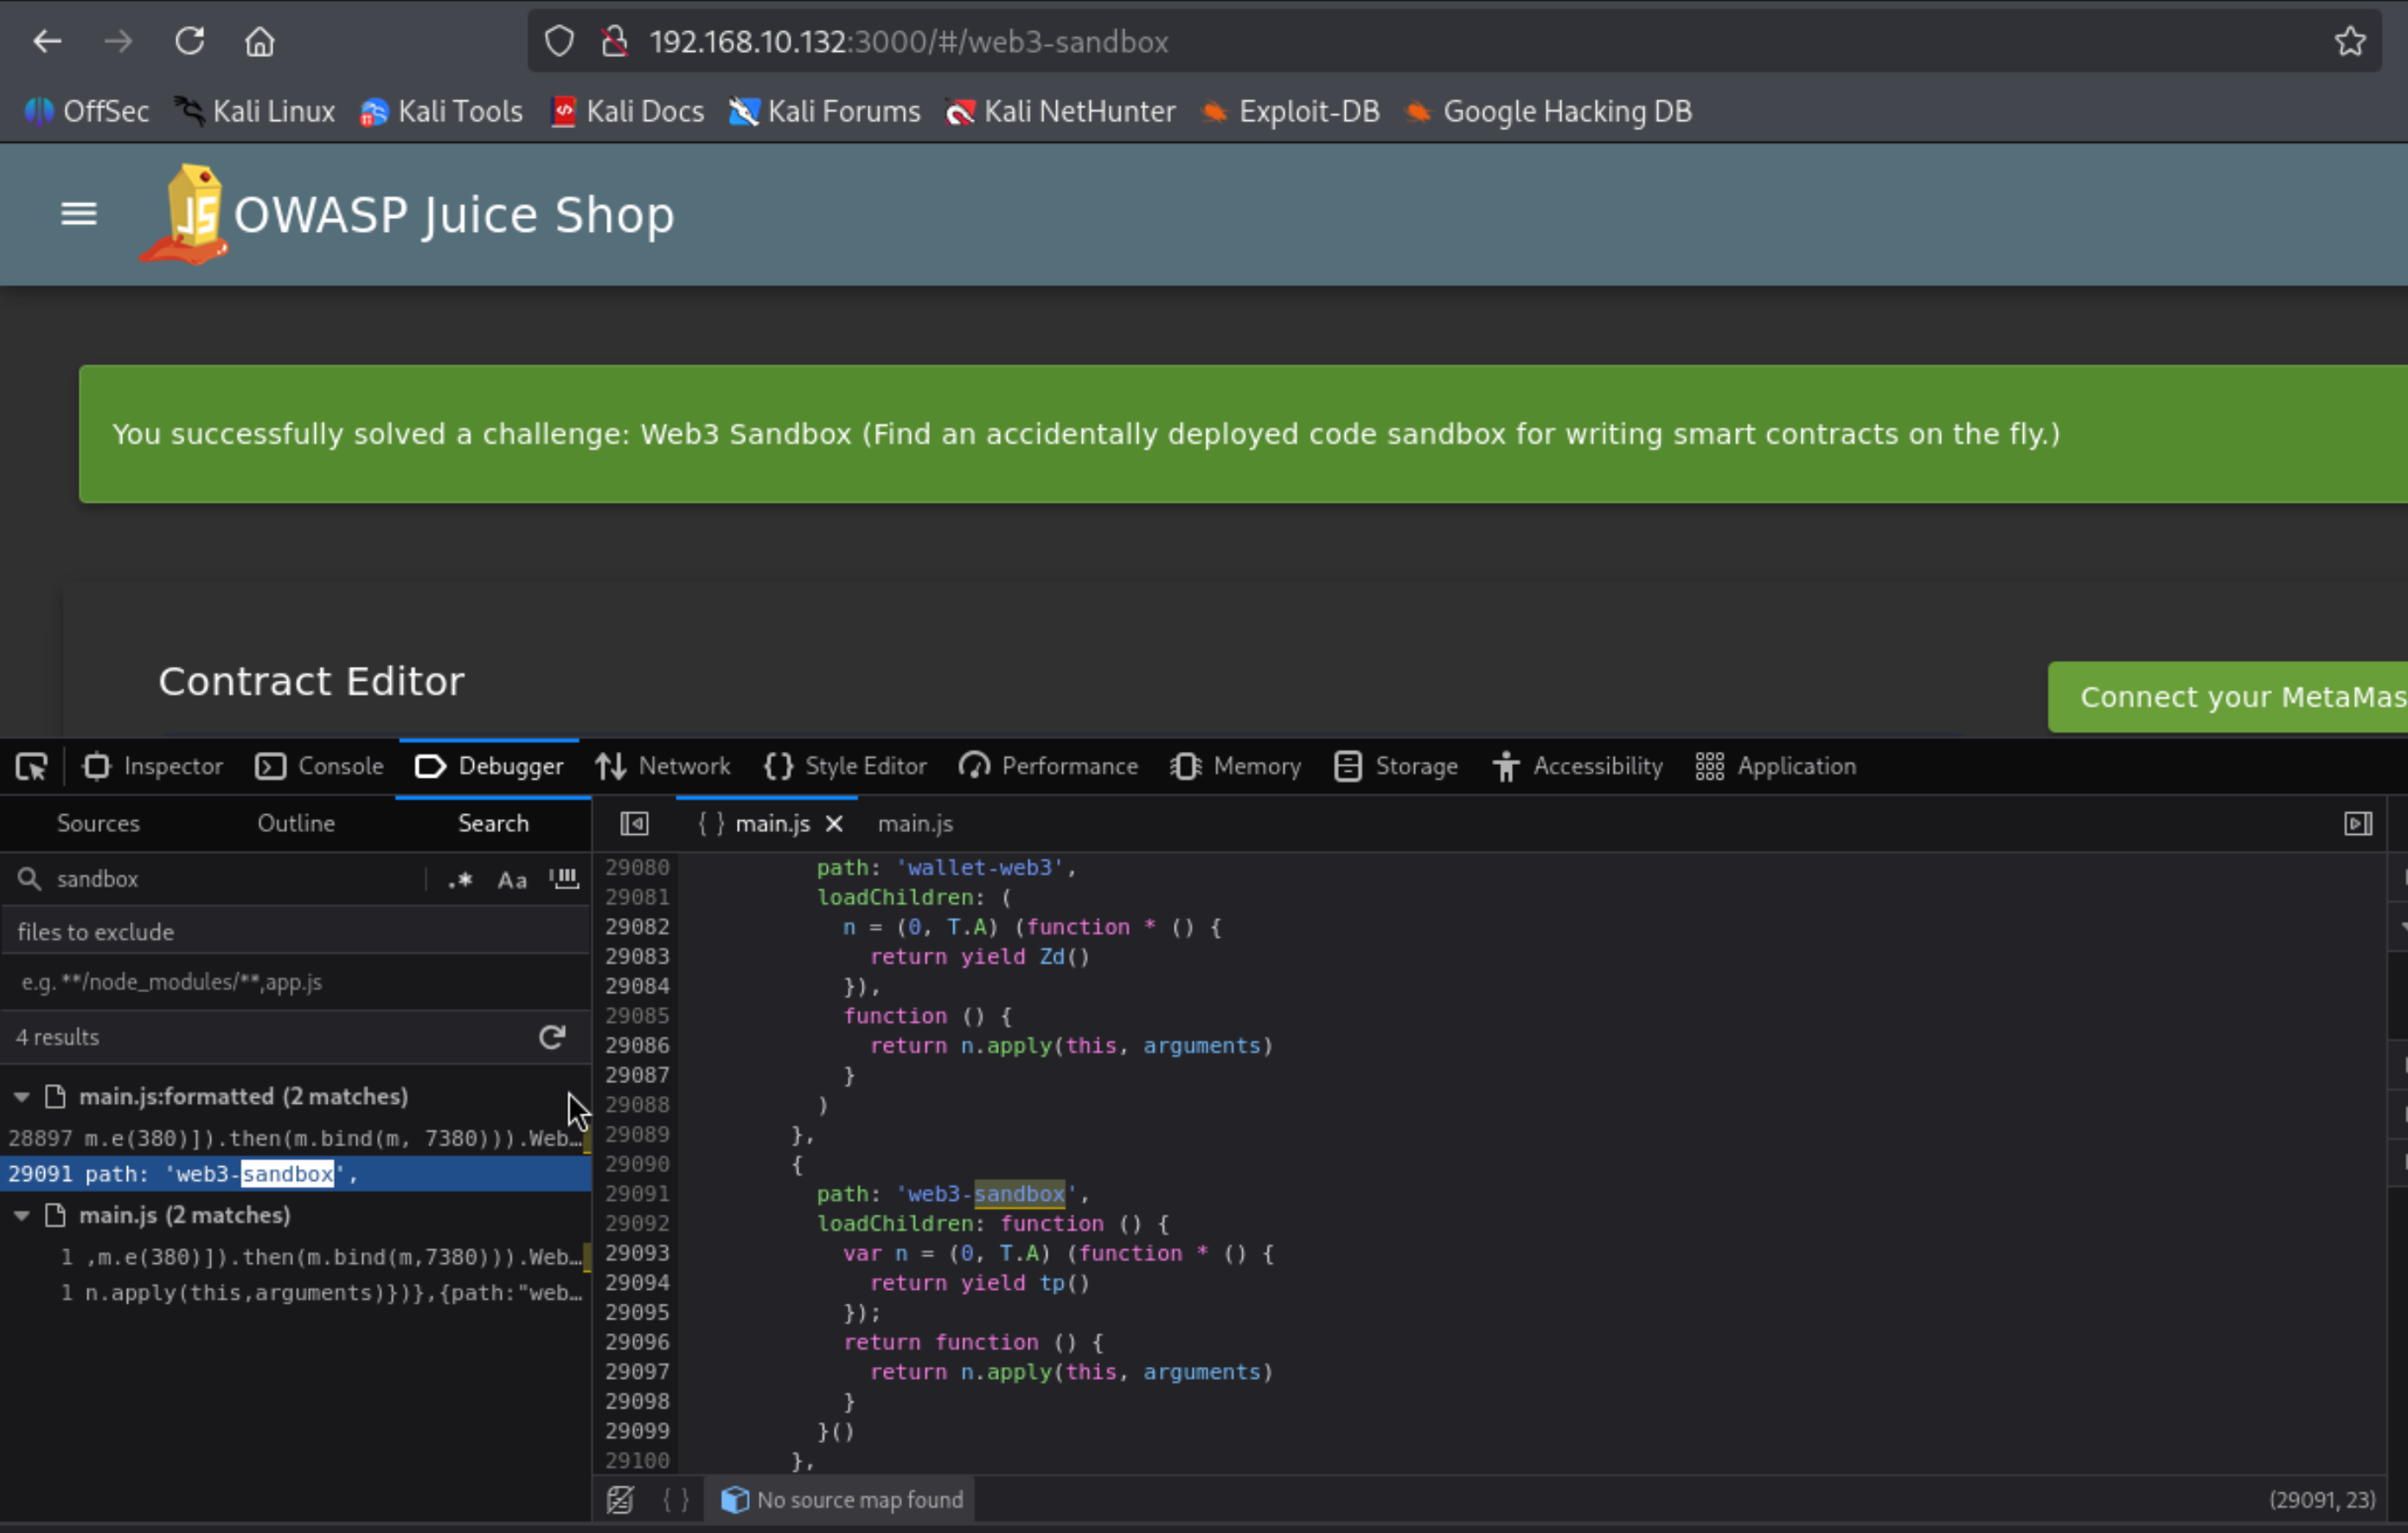 192.168.10.132:3000/#/web3-sandbox
OffSec Kali Linux Kali Tools Kali Docs Kali Forums Kali NetHunter Exploit-DB Google Hacking DB
JS
OWASP Juice Shop
You successfully solved a challenge: Web3 Sandbox (Find an accidentally deployed code sandbox for writing smart contracts on the fly.)
Contract Editor
Connect your MetaMas
Inspector Console Debugger Network Style Editor Performance Memory Storage Accessibility Application
Sources Outline Search
sandbox .* Aa
files to exclude
e.g. **/node_modules/**,app.js
4 results
main.js:formatted (2 matches)
28897 m.e(380)]).then(m.bind(m, 7380))).Web…
29091 path: 'web3-sandbox',
main.js (2 matches)
1 ,m.e(380)]).then(m.bind(m,7380))).Web…
1 n.apply(this,arguments)})},{path:"web…
{ } main.js main.js
29080 path: 'wallet-web3',
29081 loadChildren: (
29082 n = (0, T.A) (function * () {
29083 return yield Zd()
29084 }),
29085 function () {
29086 return n.apply(this, arguments)
29087 }
29088 )
29089 },
29090 {
29091 path: 'web3-sandbox',
29092 loadChildren: function () {
29093 var n = (0, T.A) (function * () {
29094 return yield tp()
29095 });
29096 return function () {
29097 return n.apply(this, arguments)
29098 }
29099 }()
29100 },
{ } No source map found (29091, 23)